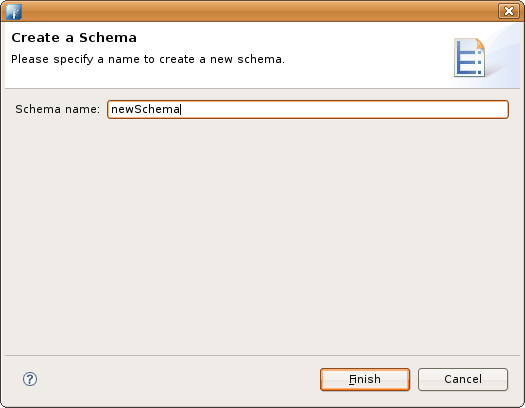 Create a Schema
Please specify a name to create a new schema.
Schema name: newSchema
Finish Cancel